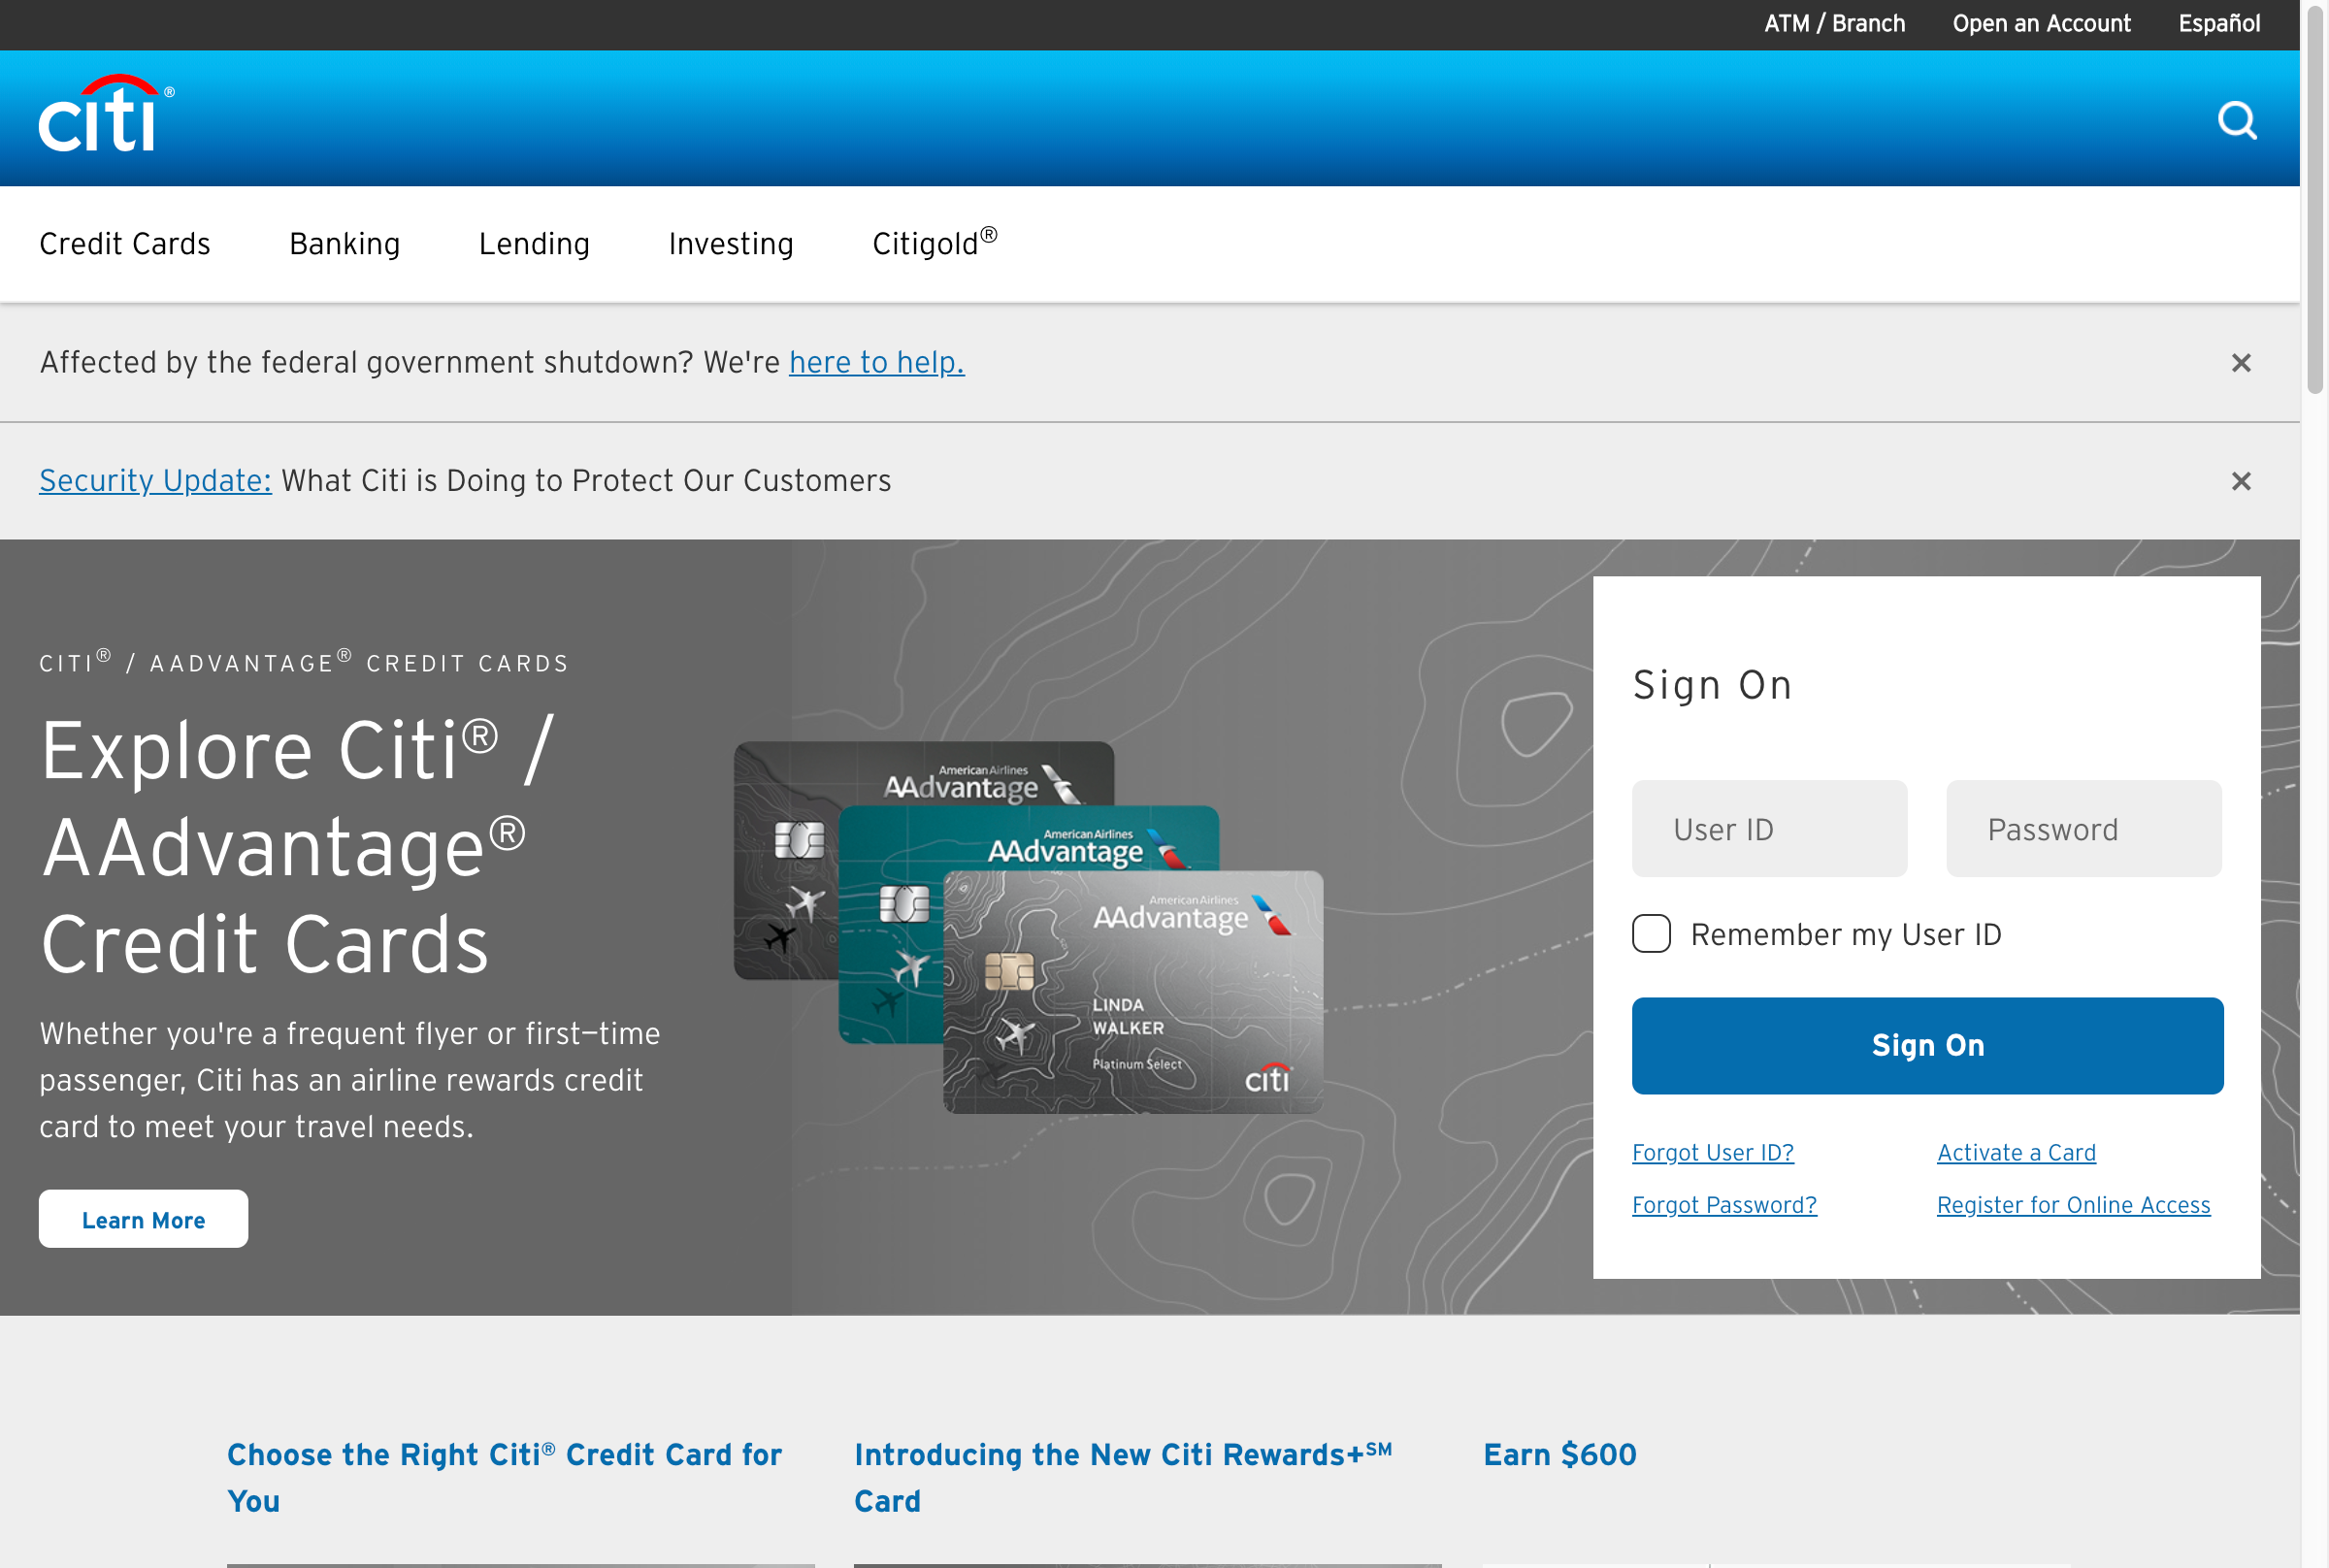 ATM / Branch
Open an Account
Español
citi®
Credit Cards
Banking
Lending
Investing
Citigold®
Affected by the federal government shutdown? We're here to help.
Security Update: What Citi is Doing to Protect Our Customers
CITI® / AADVANTAGE® CREDIT CARDS
Explore Citi® /
AAdvantage®
Credit Cards
Whether you're a frequent flyer or first–time
passenger, Citi has an airline rewards credit
card to meet your travel needs.
Learn More
American Airlines
AAdvantage
American Airlines
AAdvantage
American Airlines
AAdvantage
LINDA
WALKER
Platinum Select
citi
Sign On
User ID
Password
Remember my User ID
Sign On
Forgot User ID?
Activate a Card
Forgot Password?
Register for Online Access
Choose the Right Citi® Credit Card for
You
Introducing the New Citi Rewards+℠
Card
Earn $600